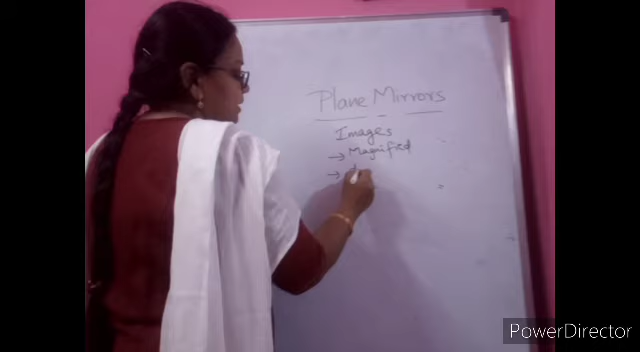 Plane Mirrors
Images
→ Magnified
→
PowerDirector